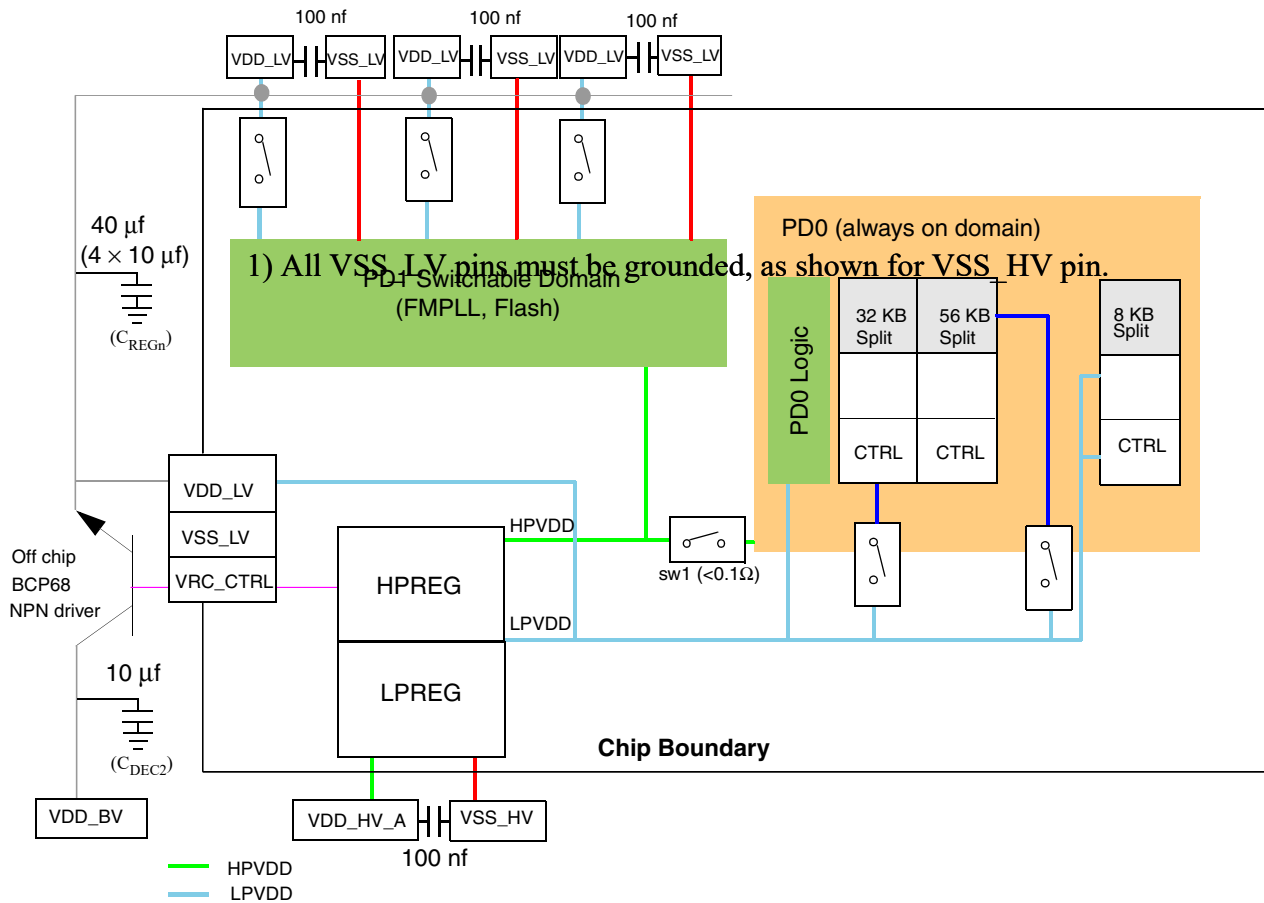 100 nf
100 nf
100 nf
VDD_LV
VSS_LV
VDD_LV
VSS_LV
VDD_LV
VSS_LV
40 μf
(4 × 10 μf)
(CREGn)
PD0 (always on domain)
1) All VSS_LV pins must be grounded, as shown for VSS_HV pin.
PD1 Switchable Domain
(FMPLL, Flash)
PD0 Logic
32 KB
Split
56 KB
Split
8 KB
Split
CTRL
CTRL
CTRL
VDD_LV
VSS_LV
VRC_CTRL
Off chip
BCP68
NPN driver
HPREG
LPREG
HPVDD
LPVDD
sw1 (<0.1Ω)
10 μf
(CDEC2)
Chip Boundary
VDD_BV
VDD_HV_A
VSS_HV
100 nf
HPVDD
LPVDD